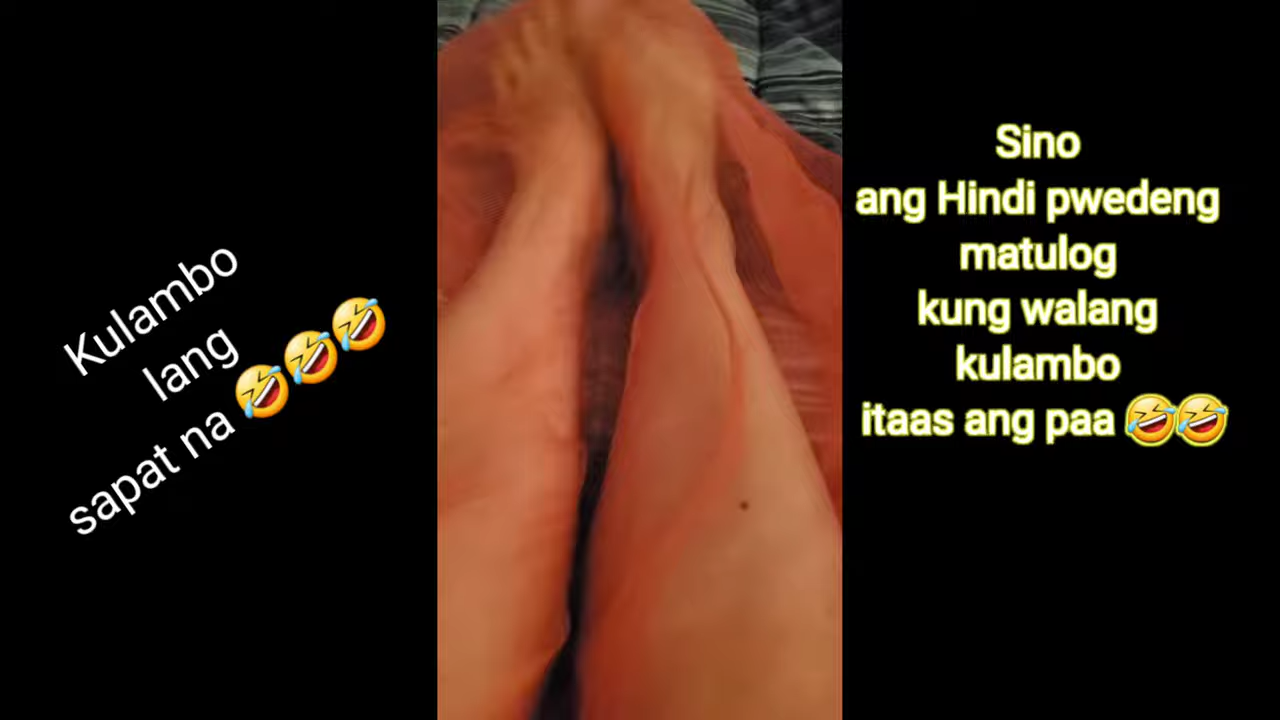 Kulambo
lang
sapat na 🤣🤣🤣
Sino
ang Hindi pwedeng
matulog
kung walang
kulambo
itaas ang paa 🤣🤣